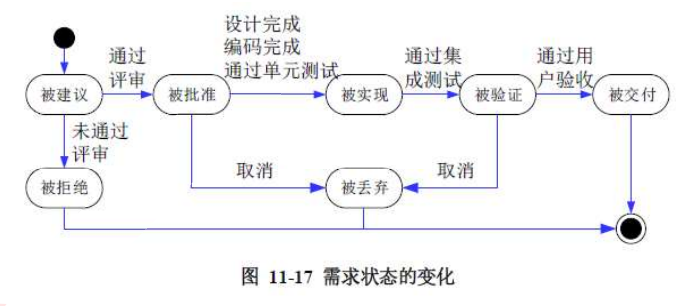 设计完成
编码完成
通过单元测试
通过
评审
通过集
成测试
通过用
户验收
被建议
被批准
被实现
被验证
被交付
未通过
评审
取消
取消
被拒绝
被丢弃
图 11-17 需求状态的变化